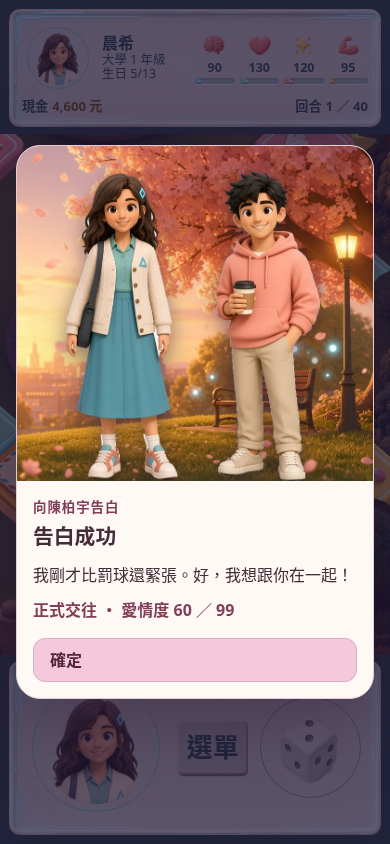 晨希
大學 1 年級
生日 5/13
90
130
120
95
現金 4,600 元
回合 1 ／ 40
向陳柏宇告白
告白成功
我剛才比罰球還緊張。好，我想跟你在一起！
正式交往 • 愛情度 60 ／ 99
確定
選單